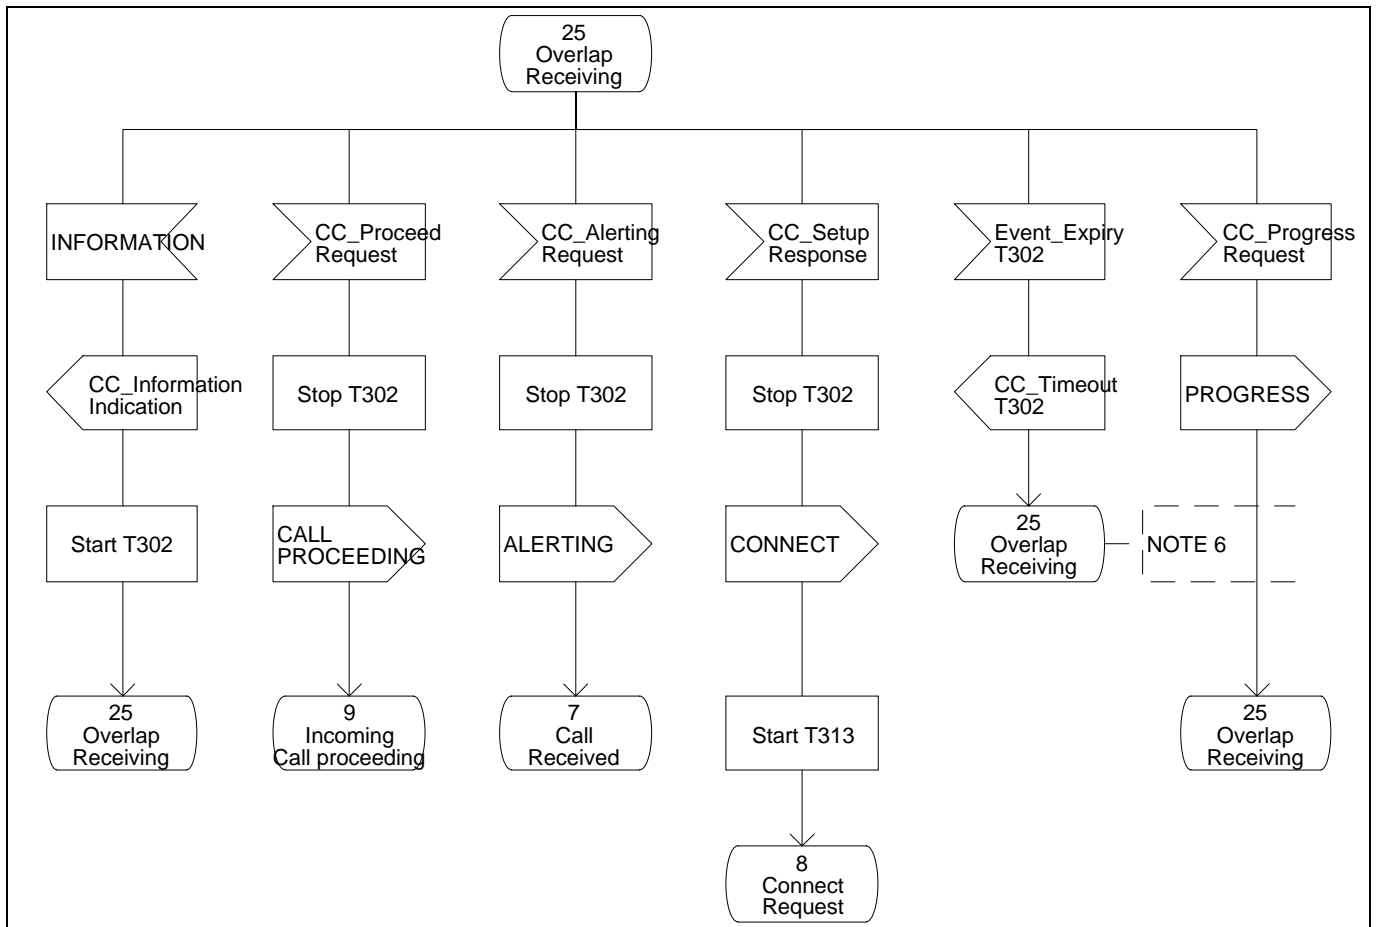 25
Overlap
Receiving
INFORMATION
CC_Proceed
Request
CC_Alerting
Request
CC_Setup
Response
Event_Expiry
T302
CC_Progress
Request
CC_Information
Indication
Stop T302
Stop T302
Stop T302
CC_Timeout
T302
PROGRESS
Start T302
CALL
PROCEEDING
ALERTING
CONNECT
25
Overlap
Receiving
NOTE 6
25
Overlap
Receiving
9
Incoming
Call proceeding
7
Call
Received
Start T313
25
Overlap
Receiving
8
Connect
Request